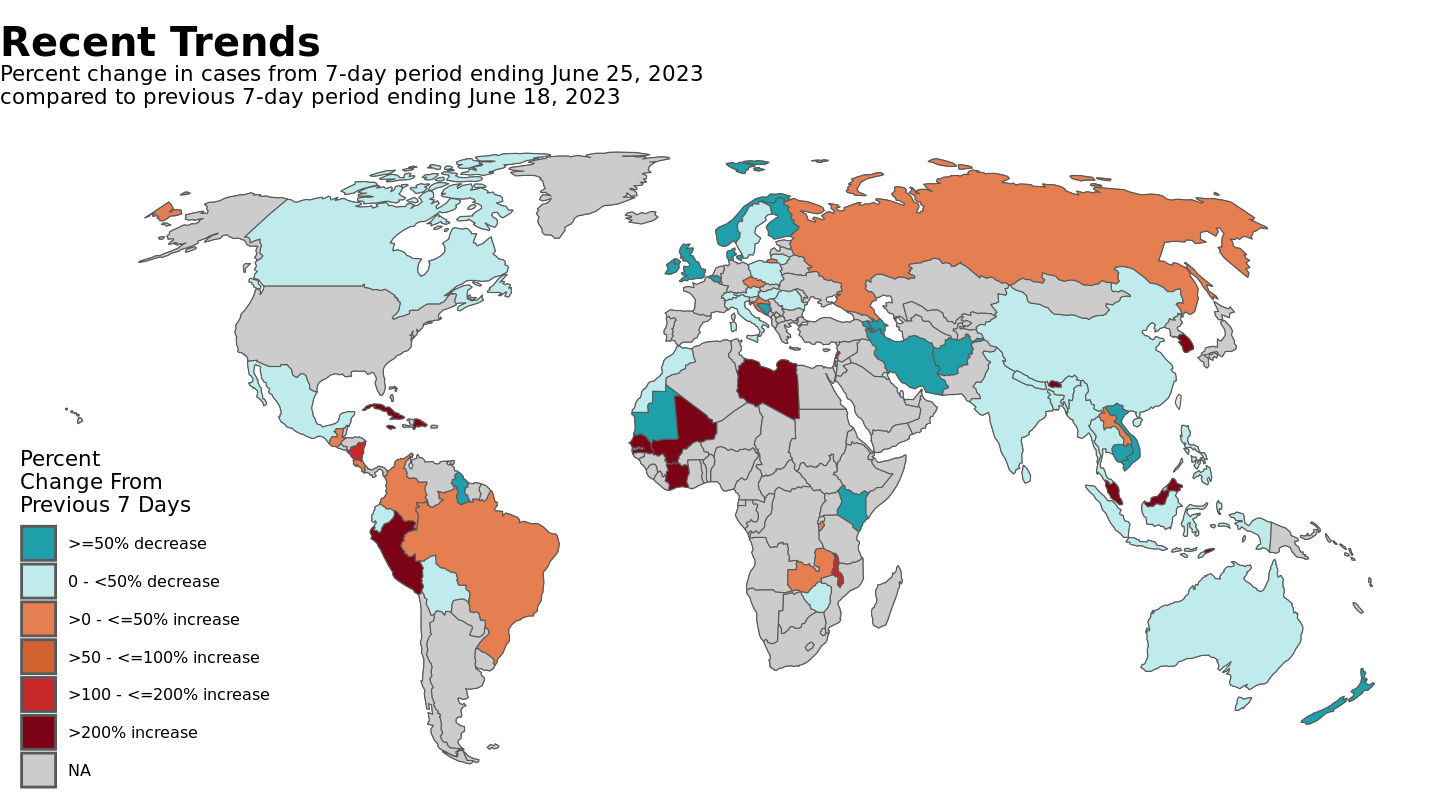 Recent Trends
Percent change in cases from 7-day period ending June 25, 2023
compared to previous 7-day period ending June 18, 2023
Percent
Change From
Previous 7 Days
>=50% decrease
0 - <50% decrease
>0 - <=50% increase
>50 - <=100% increase
>100 - <=200% increase
>200% increase
NA